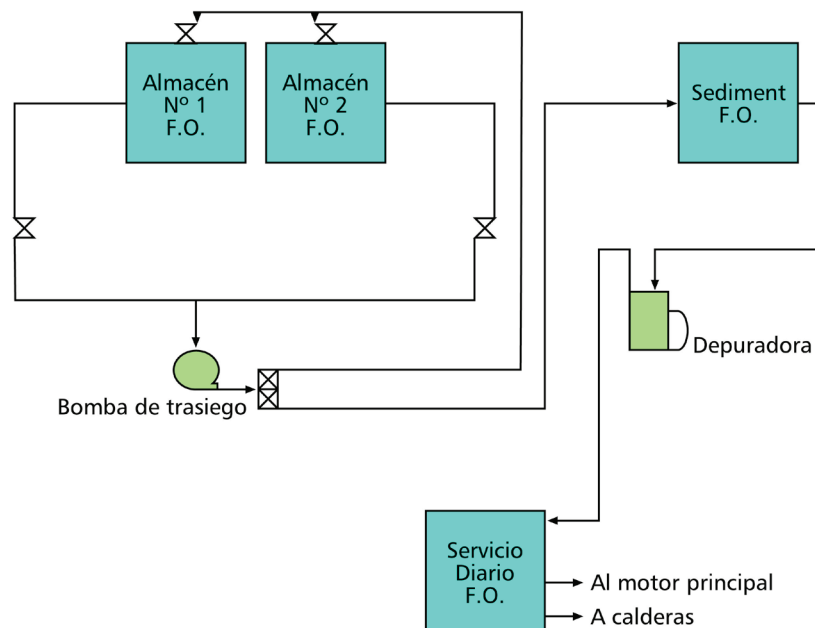 Almacén
Nº 1
F.O.
Almacén
Nº 2
F.O.
Sediment
F.O.
Depuradora
Bomba de trasiego
Servicio
Diario
F.O.
Al motor principal
A calderas